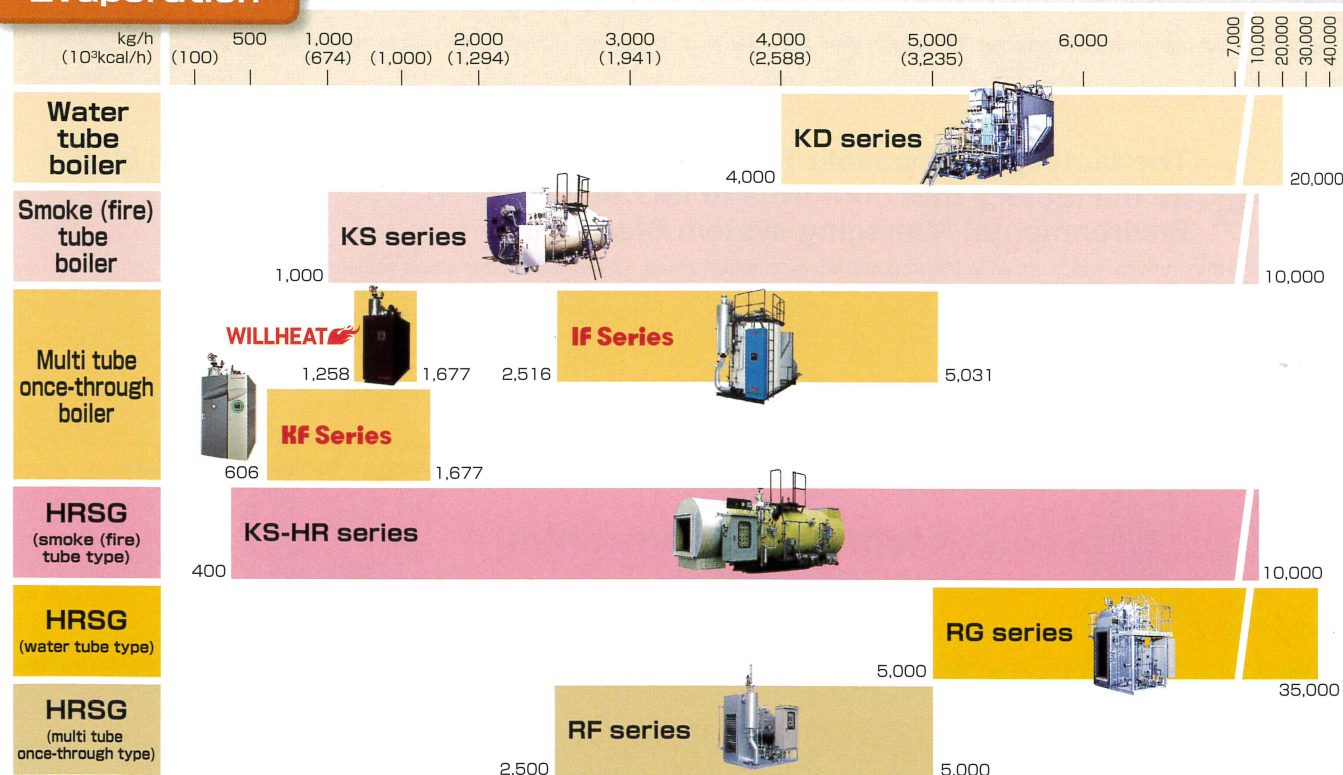 Evaporation
kg/h
(10³kcal/h)
500 1,000 2,000 3,000 4,000 5,000 6,000 7,000 10,000 20,000 30,000 40,000
(100) (674) (1,000) (1,294) (1,941) (2,588) (3,235)
Water
tube
boiler
KD series
4,000
20,000
Smoke (fire)
tube
boiler
KS series
1,000
10,000
Multi tube
once-through
boiler
WILLHEAT
1,258
1,677
IF Series
2,516
5,031
KF Series
606
1,677
HRSG
(smoke (fire)
tube type)
KS-HR series
400
10,000
HRSG
(water tube type)
RG series
5,000
35,000
HRSG
(multi tube
once-through type)
RF series
2,500
5,000